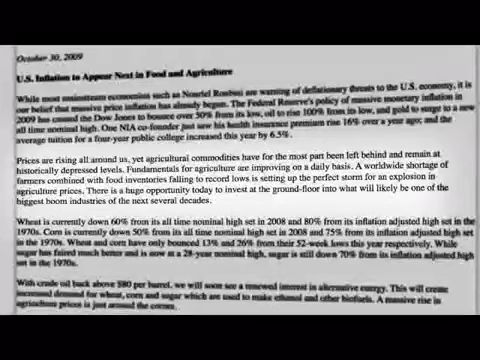 October 30, 2009
U.S. Inflation to Appear Next in Food and Agriculture
While most mainstream economists such as Nouriel Roubini are warning of deflationary threats to the U.S. economy, it is
our belief that massive price inflation has already begun. The Federal Reserve's policy of massive monetary inflation in
2009 has caused the Dow Jones to bounce over 50% from its low, oil to rise 100% from its low, and gold to surge to a new
all time nominal high. One NIA co-founder just saw his health insurance premium rise 16% over a year ago; and the
average tuition for a four-year public college increased this year by 6.5%.
Prices are rising all around us, yet agricultural commodities have for the most part been left behind and remain at
historically depressed levels. Fundamentals for agriculture are improving on a daily basis. A worldwide shortage of
farmers combined with food inventories falling to record lows is setting up the perfect storm for an explosion in
agriculture prices. There is a huge opportunity today to invest at the ground-floor into what will likely be one of the
biggest boom industries of the next several decades.
Wheat is currently down 60% from its all time nominal high set in 2008 and 80% from its inflation adjusted high set in the
1970s. Corn is currently down 50% from its all time nominal high set in 2008 and 75% from its inflation adjusted high set
in the 1970s. Wheat and corn have only bounced 13% and 26% from their 52-week lows this year respectively. While
sugar has faired much better and is now at a 28-year nominal high, sugar is still down 70% from its inflation adjusted high
set in the 1970s.
With crude oil back above $80 per barrel, we will soon see a renewed interest in alternative energy. This will create
increased demand for wheat, corn and sugar which are used to make ethanol and other biofuels. A massive rise in
agriculture prices is just around the corner.